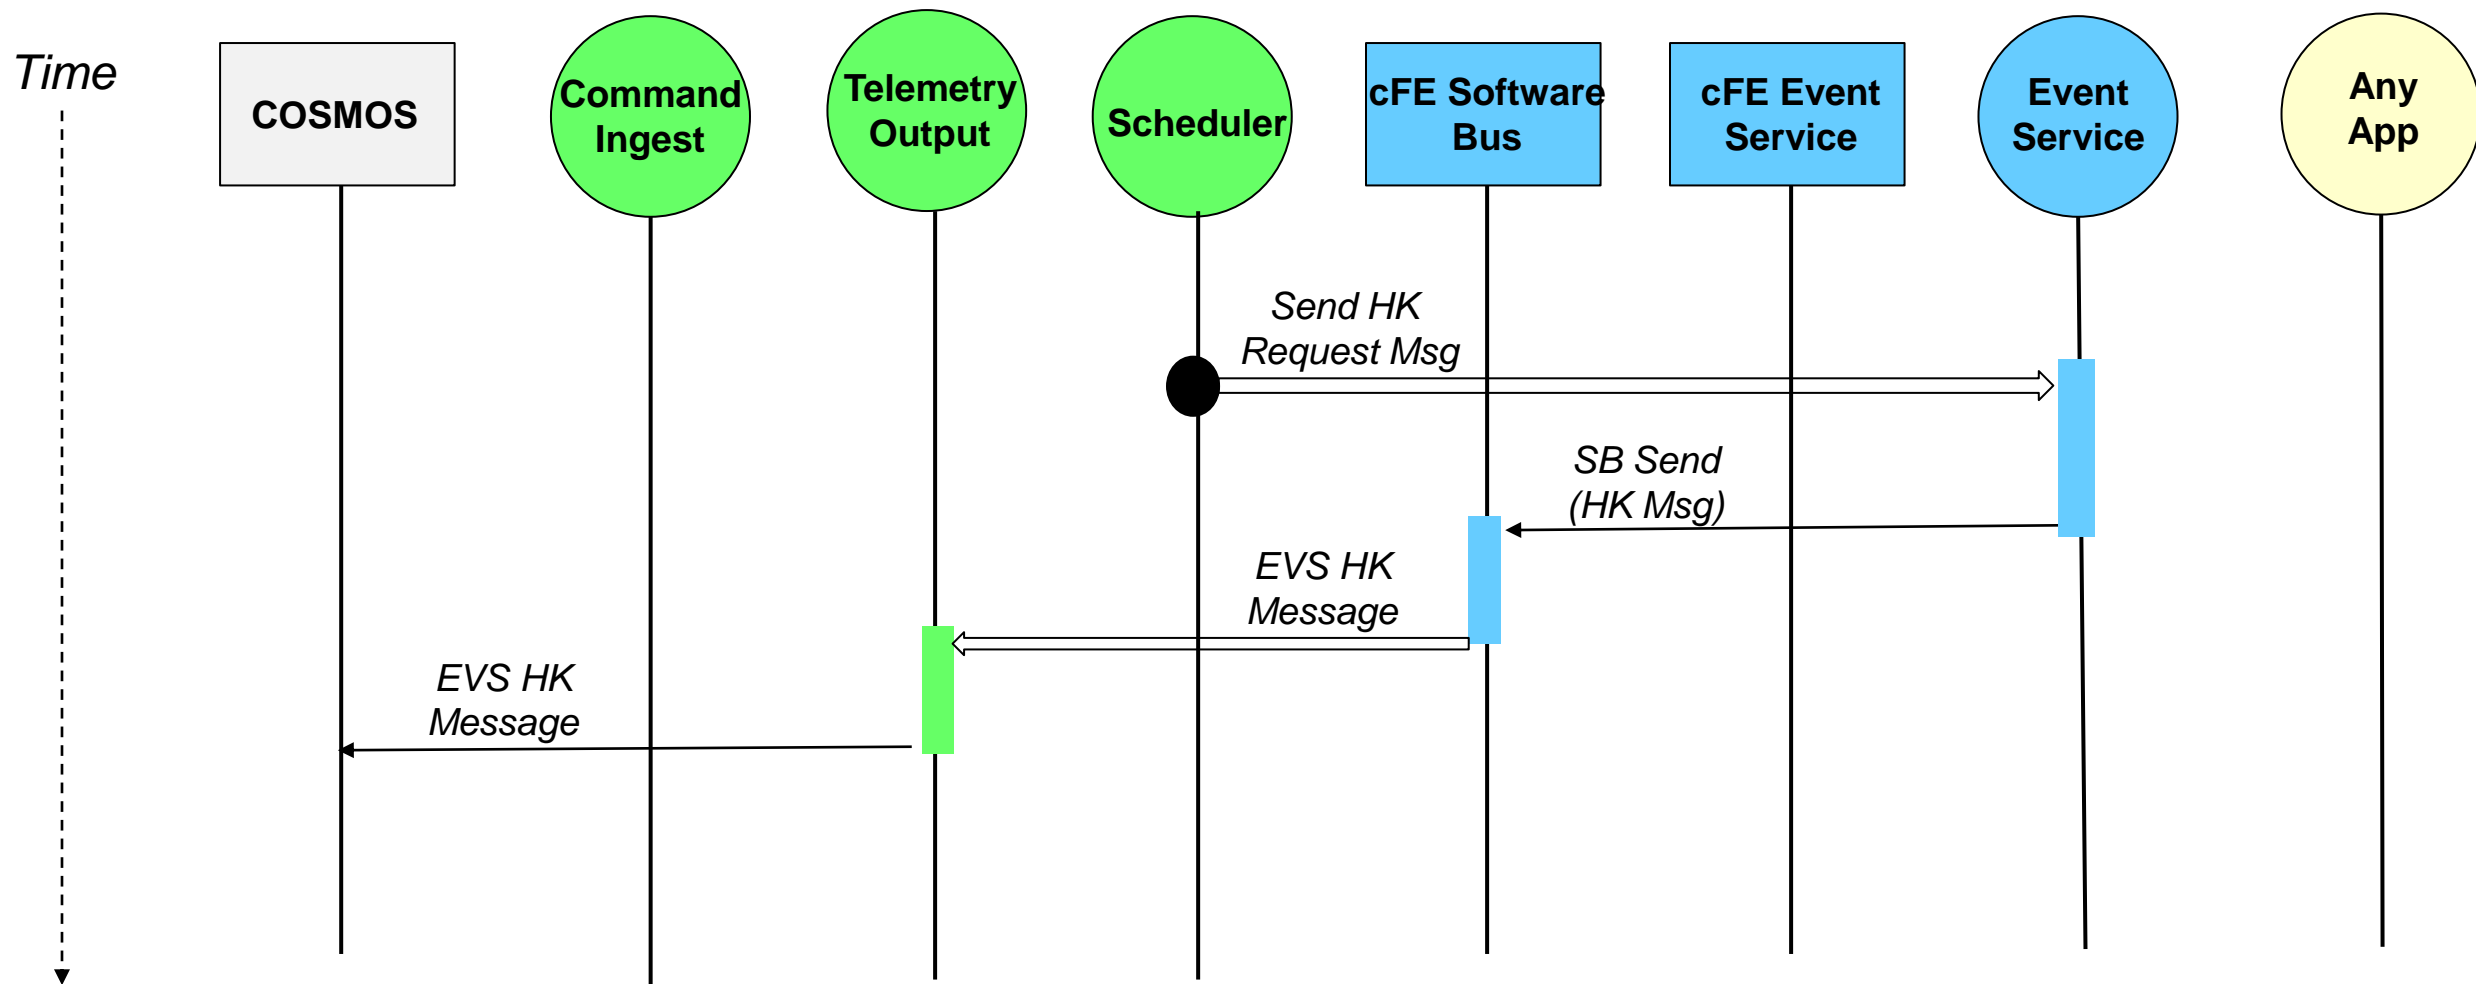 Time
COSMOS
Command
Ingest
Telemetry
Output
Scheduler
cFE Software
Bus
cFE Event
Service
Event
Service
Any
App
Send HK
Request Msg
SB Send
(HK Msg)
EVS HK
Message
EVS HK
Message